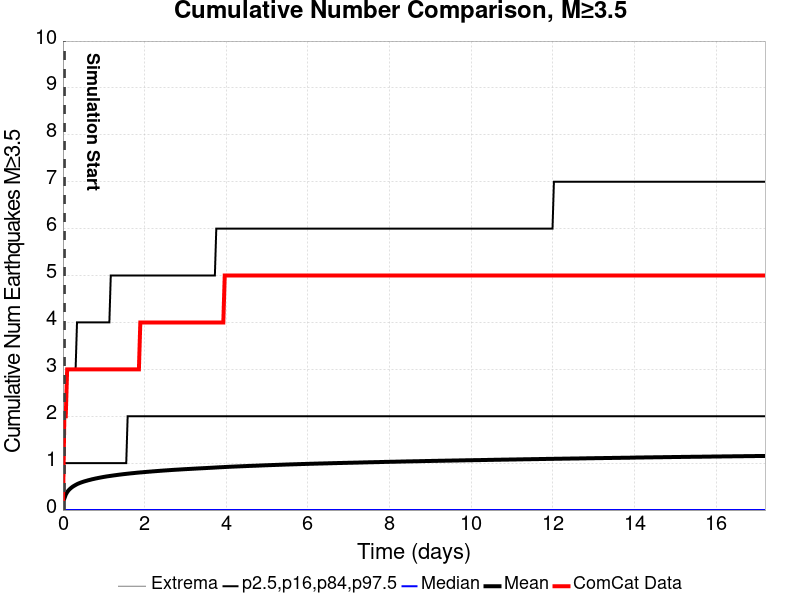 Cumulative Number Comparison, M≥3.5
Cumulative Num Earthquakes M≥3.5
10
9
8
7
6
5
4
3
2
1
0
Simulation Start
0 2 4 6 8 10 12 14 16
Time (days)
Extrema p2.5,p16,p84,p97.5 Median Mean ComCat Data